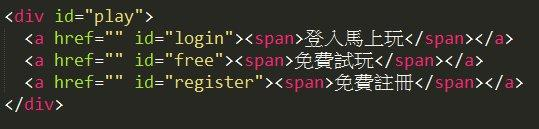 <div id="play">
<a href="" id="login"><span>登入馬上玩</span></a>
<a href="" id="free"><span>免費試玩</span></a>
<a href="" id="register"><span>免費註冊</span></a>
</div>